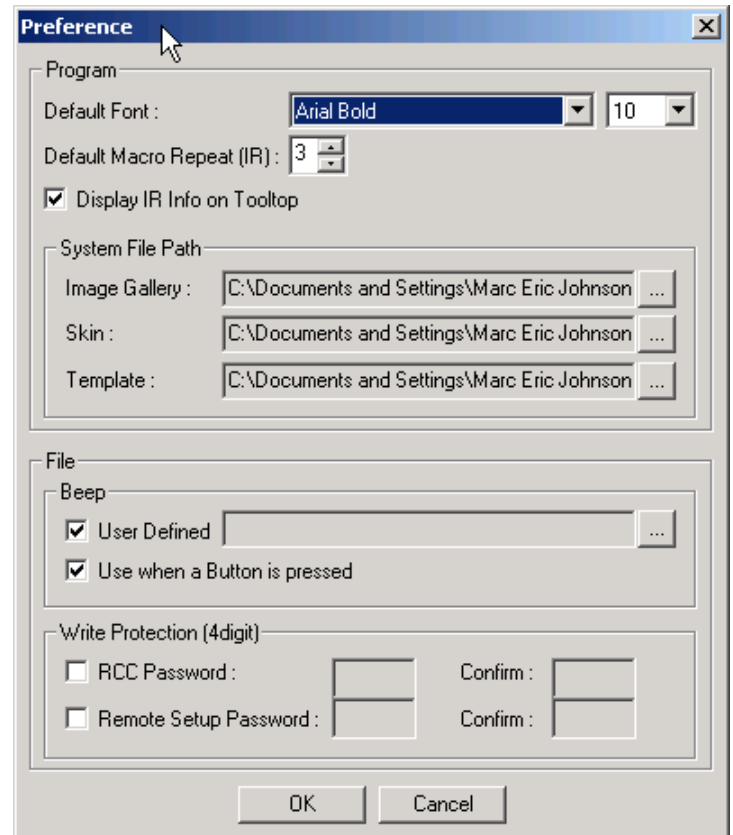 Preference
Program
Default Font : Arial Bold 10
Default Macro Repeat (IR) : 3
Display IR Info on Tooltop
System File Path
Image Gallery : C:\Documents and Settings\Marc Eric Johnson ...
Skin : C:\Documents and Settings\Marc Eric Johnson ...
Template : C:\Documents and Settings\Marc Eric Johnson ...
File
Beep
User Defined ...
Use when a Button is pressed
Write Protection (4digit)
RCC Password : Confirm :
Remote Setup Password : Confirm :
OK Cancel